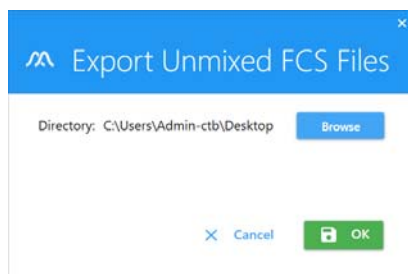 Export Unmixed FCS Files
Directory: C:\Users\Admin-ctb\Desktop Browse
Cancel OK